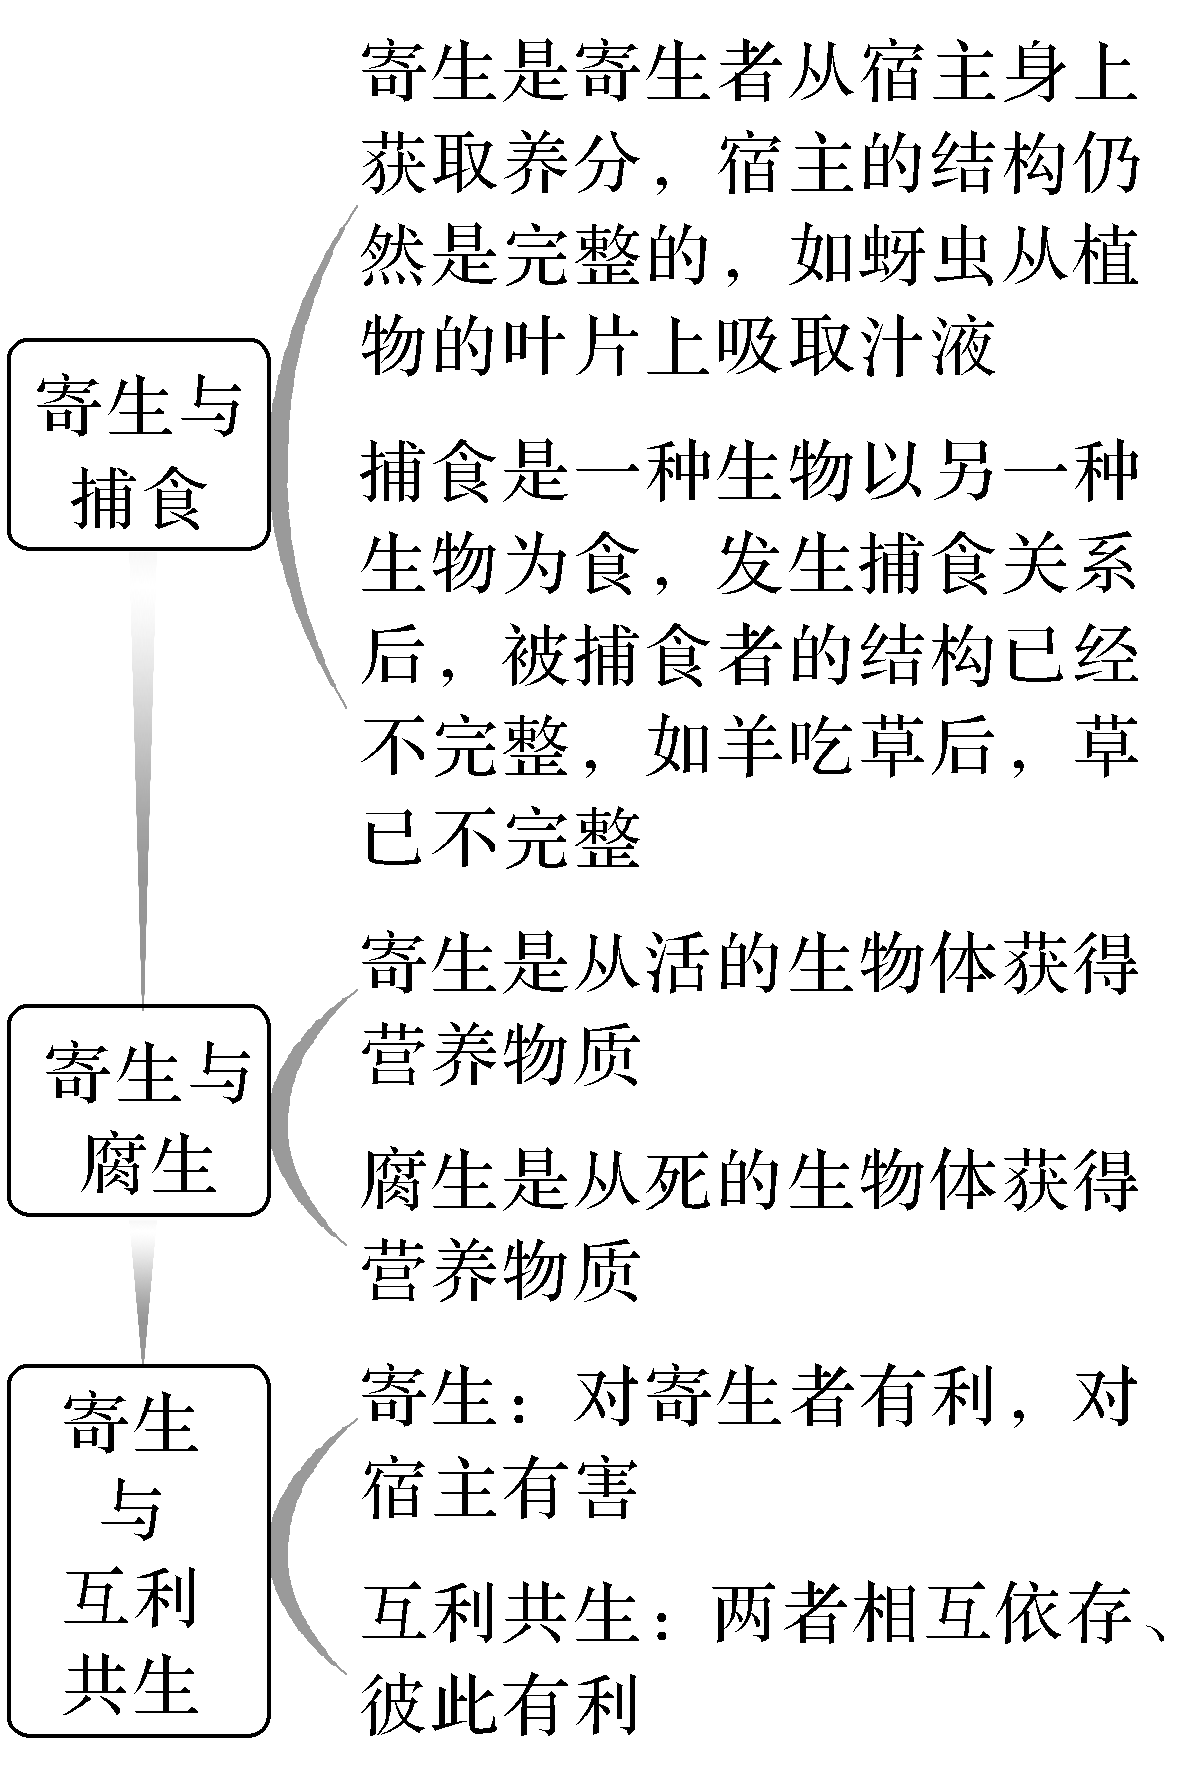 寄生与
捕食
寄生是寄生者从宿主身上
获取养分，宿主的结构仍
然是完整的，如蚜虫从植
物的叶片上吸取汁液
捕食是一种生物以另一种
生物为食，发生捕食关系
后，被捕食者的结构已经
不完整，如羊吃草后，草
已不完整
寄生与
腐生
寄生是从活的生物体获得
营养物质
腐生是从死的生物体获得
营养物质
寄生
与
互利
共生
寄生：对寄生者有利，对
宿主有害
互利共生：两者相互依存、
彼此有利